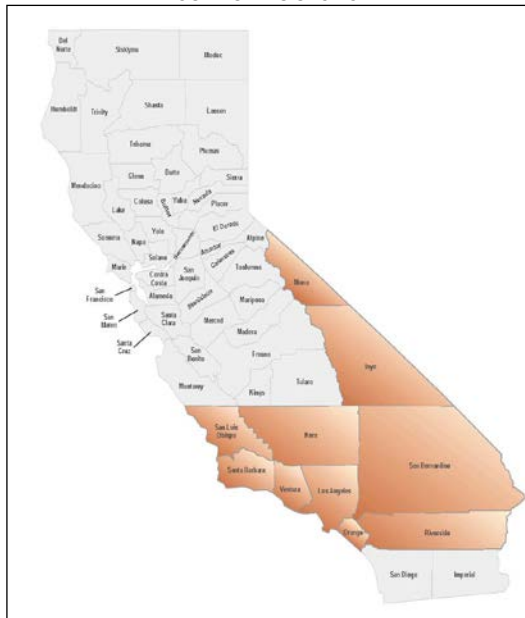 Del
Norte
Siskiyou
Modoc
Humboldt
Trinity
Shasta
Lassen
Tehama
Plumas
Mendocino
Glenn
Butte
Sierra
Lake
Colusa
Sutter
Yuba
Nevada
Placer
Sonoma
Napa
Yolo
Sacramento
El Dorado
Alpine
Marin
Solano
Amador
Calaveras
Tuolumne
Mono
San
Francisco
Contra
Costa
San
Joaquin
Alameda
Stanislaus
Mariposa
San
Mateo
Santa
Clara
Merced
Madera
Santa
Cruz
San
Benito
Fresno
Inyo
Monterey
Kings
Tulare
San Luis
Obispo
Kern
San Bernardino
Santa Barbara
Ventura
Los Angeles
Orange
Riverside
San Diego
Imperial